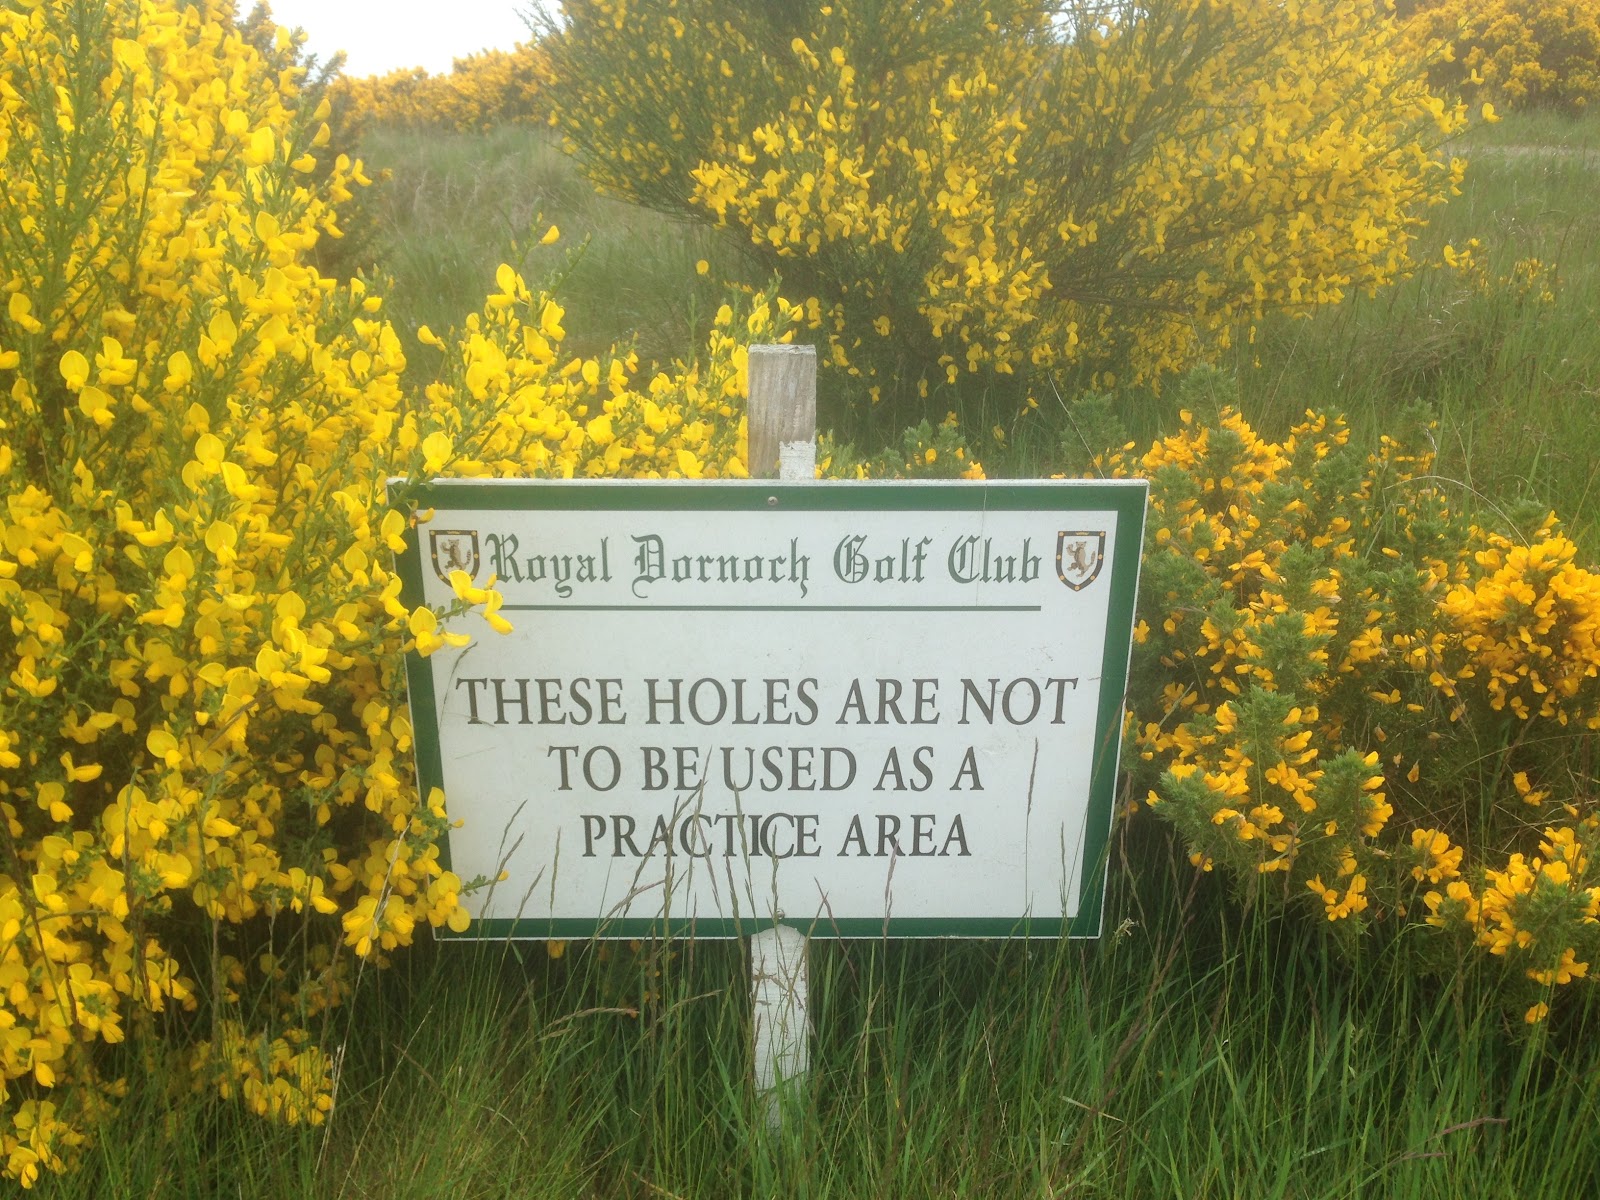 Royal Dornoch Golf Club
THESE HOLES ARE NOT
TO BE USED AS A
PRACTICE AREA